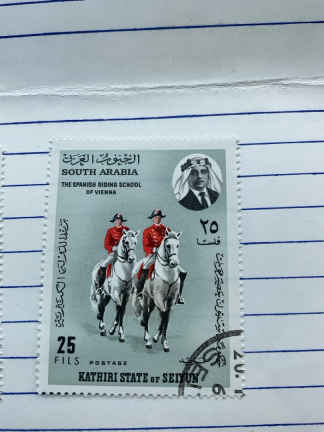 الجنوب العربي
SOUTH ARABIA
THE SPANISH RIDING SCHOOL
OF VIENNA
٢٥
فلسا
25
FILS
POSTAGE
KATHIRI STATE OF SEIYUN